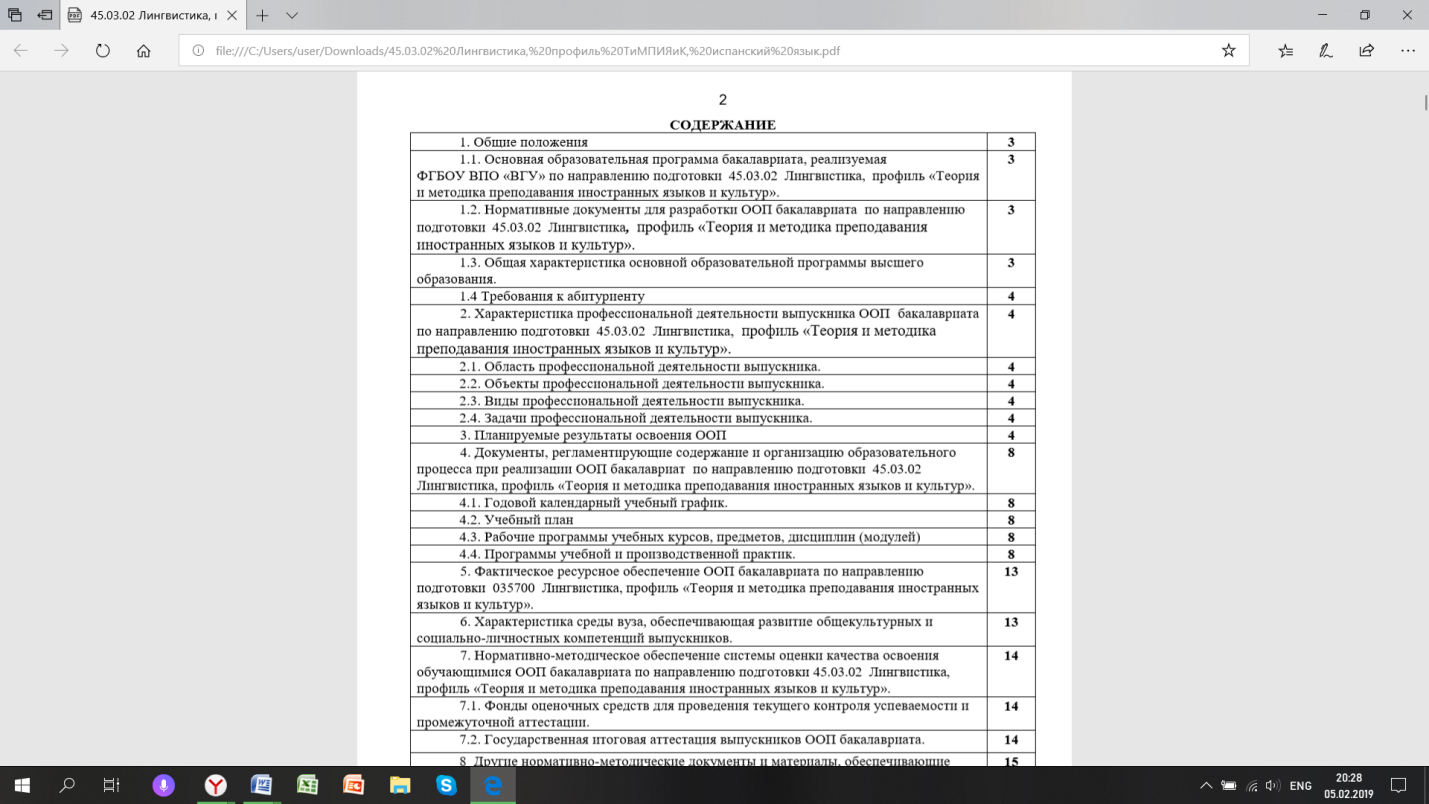 45.03.02 Лингвистика, г
file:///C:/Users/user/Downloads/45.03.02%20Лингвистика,%20профиль%20ТиМПИЯиК,%20испанский%20язык.pdf
2
СОДЕРЖАНИЕ
1. Общие положения 3
1.1. Основная образовательная программа бакалавриата, реализуемая 3
ФГБОУ ВПО «ВГУ» по направлению подготовки 45.03.02 Лингвистика, профиль «Теория
и методика преподавания иностранных языков и культур».
1.2. Нормативные документы для разработки ООП бакалавриата по направлению 3
подготовки 45.03.02 Лингвистика, профиль «Теория и методика преподавания
иностранных языков и культур».
1.3. Общая характеристика основной образовательной программы высшего 3
образования.
1.4 Требования к абитуриенту 4
2. Характеристика профессиональной деятельности выпускника ООП бакалавриата 4
по направлению подготовки 45.03.02 Лингвистика, профиль «Теория и методика
преподавания иностранных языков и культур».
2.1. Область профессиональной деятельности выпускника. 4
2.2. Объекты профессиональной деятельности выпускника. 4
2.3. Виды профессиональной деятельности выпускника. 4
2.4. Задачи профессиональной деятельности выпускника. 4
3. Планируемые результаты освоения ООП 4
4. Документы, регламентирующие содержание и организацию образовательного 8
процесса при реализации ООП бакалавриат по направлению подготовки 45.03.02
Лингвистика, профиль «Теория и методика преподавания иностранных языков и культур».
4.1. Годовой календарный учебный график. 8
4.2. Учебный план 8
4.3. Рабочие программы учебных курсов, предметов, дисциплин (модулей) 8
4.4. Программы учебной и производственной практик. 8
5. Фактическое ресурсное обеспечение ООП бакалавриата по направлению 13
подготовки 035700 Лингвистика, профиль «Теория и методика преподавания иностранных
языков и культур».
6. Характеристика среды вуза, обеспечивающая развитие общекультурных и 13
социально-личностных компетенций выпускников.
7. Нормативно-методическое обеспечение системы оценки качества освоения 14
обучающимися ООП бакалавриата по направлению подготовки 45.03.02 Лингвистика,
профиль «Теория и методика преподавания иностранных языков и культур».
7.1. Фонды оценочных средств для проведения текущего контроля успеваемости и 14
промежуточной аттестации.
7.2. Государственная итоговая аттестация выпускников ООП бакалавриата. 14
8 Другие нормативно-методические документы и материалы, обеспечивающие 15
ENG
20:28
05.02.2019